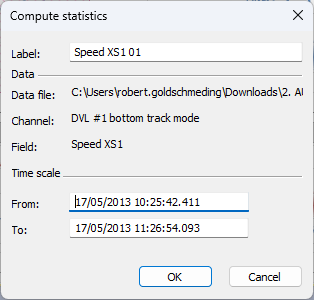 Compute statistics
Label: Speed XS1 01
Data
Data file: C:\Users\robert.goldschmeding\Downloads\2. AU
Channel: DVL #1 bottom track mode
Field: Speed XS1
Time scale
From: 17/05/2013 10:25:42.411
To: 17/05/2013 11:26:54.093
OK Cancel